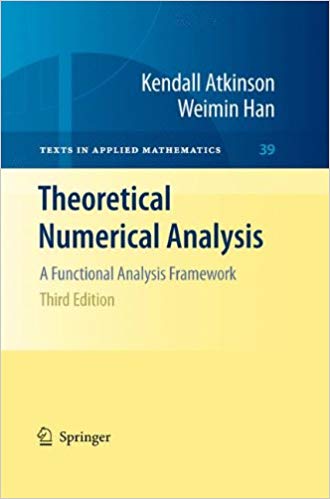 Kendall Atkinson
Weimin Han
TEXTS IN APPLIED MATHEMATICS 39
Theoretical
Numerical Analysis
A Functional Analysis Framework
Third Edition
Springer